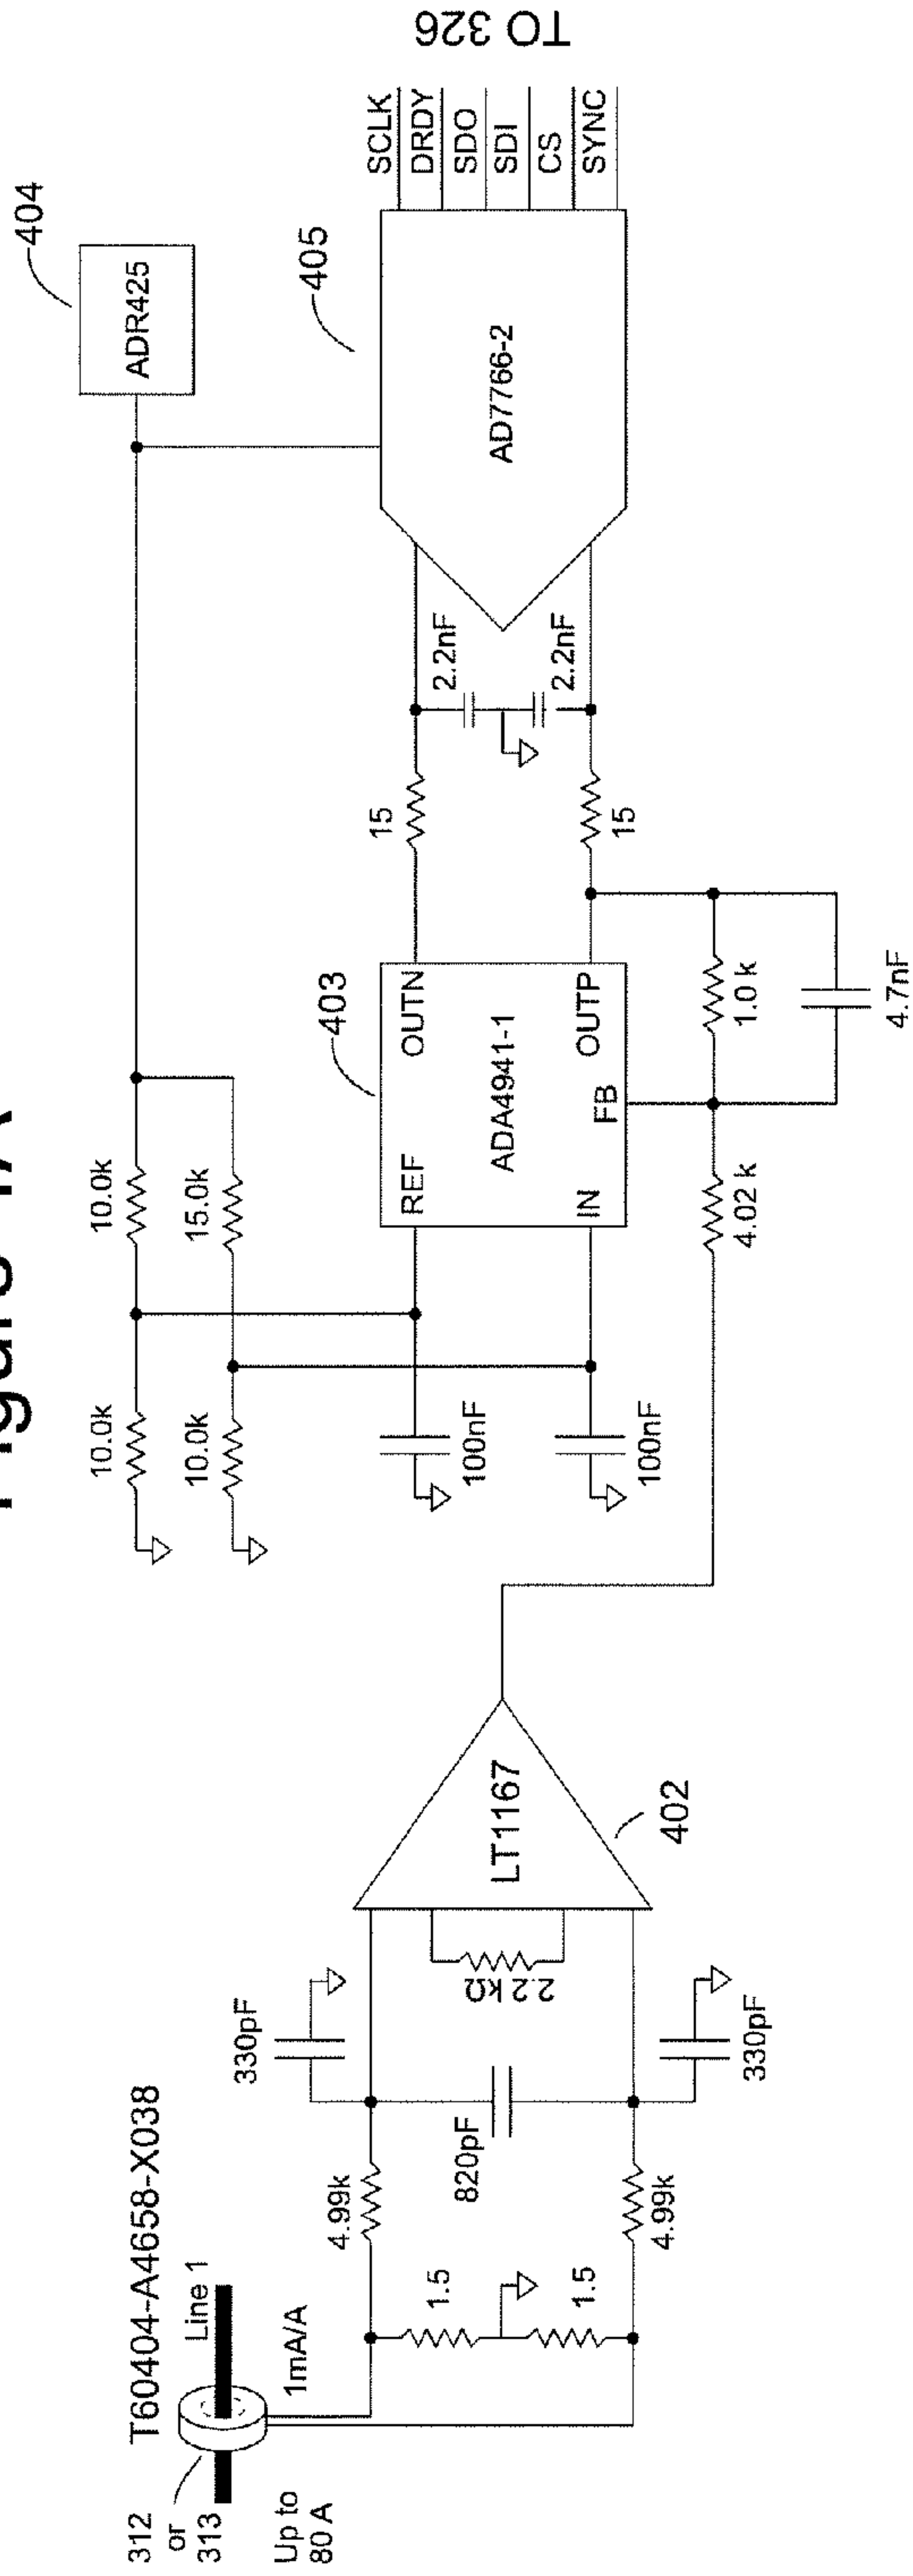 Figure 4A
312
or
313
T60404-A4658-X038
Line 1
Up to
80 A
1mA/A
1.5
1.5
4.99k
4.99k
330pF
820pF
330pF
2.2kΩ
LT1167
402
10.0k
10.0k
10.0k
15.0k
100nF
100nF
403
REF
OUTN
ADA4941-1
IN
FB
OUTP
4.02 k
1.0 k
4.7nF
15
15
2.2nF
2.2nF
404
ADR425
405
AD7766-2
SCLK
DRDY
SDO
SDI
CS
SYNC
TO 326